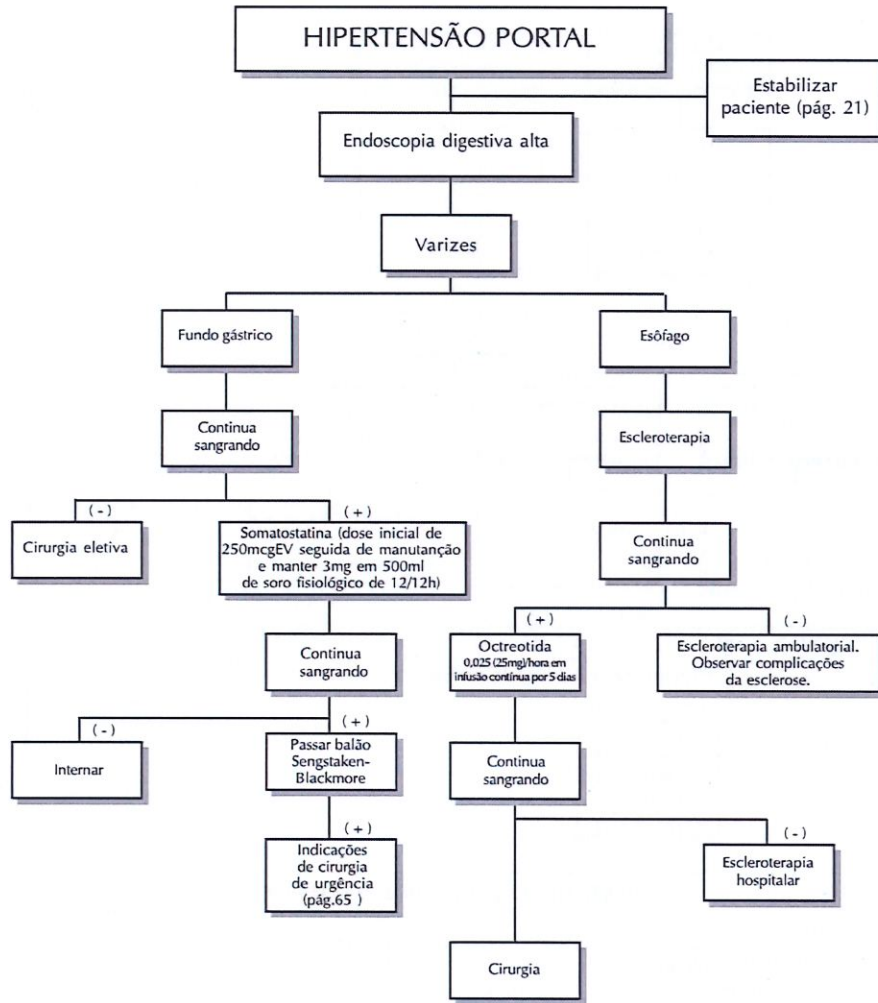 HIPERTENSÃO PORTAL
Estabilizar
paciente (pág. 21)
Endoscopia digestiva alta
Varizes
Fundo gástrico
Esôfago
Continua
sangrando
Escleroterapia
(-)
(+)
Cirurgia eletiva
Somatostatina (dose inicial de
250mcgEV seguida de manutanção
e manter 3mg em 500ml
de soro fisiológico de 12/12h)
Continua
sangrando
(+)
(-)
Continua
sangrando
Octreotida
0,025 (25mg)/hora em
infusão contínua por 5 dias
Escleroterapia ambulatorial.
Observar complicações
da esclerose.
(-)
(+)
Internar
Passar balão
Sengstaken-
Blackmore
Continua
sangrando
(+)
(-)
Indicações
de cirurgia
de urgência
(pág.65 )
Escleroterapia
hospitalar
Cirurgia